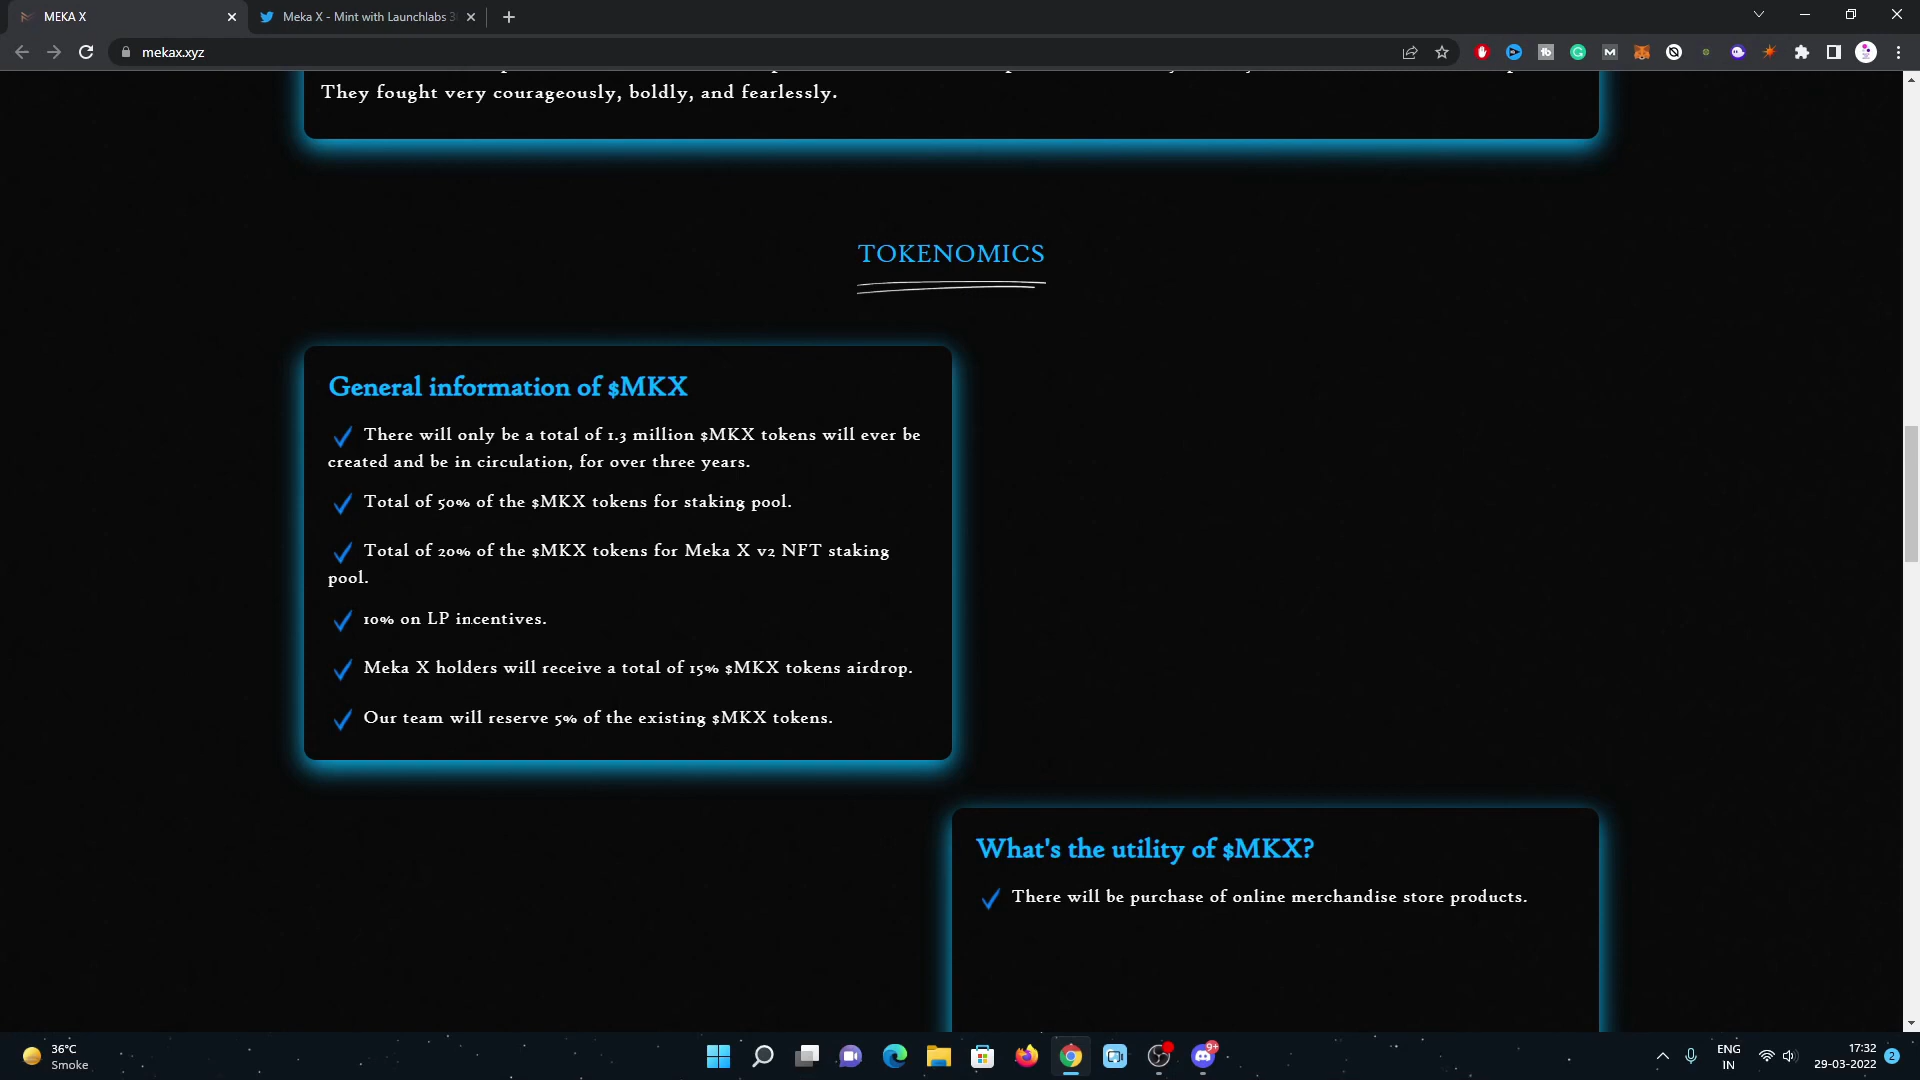 MEKA X
Meka X - Mint with Launchlabs
mekax.xyz
They fought very courageously, boldly, and fearlessly.
TOKENOMICS
General information of $MKX
There will only be a total of 1.3 million $MKX tokens will ever be
created and be in circulation, for over three years.
Total of 50% of the $MKX tokens for staking pool.
Total of 20% of the $MKX tokens for Meka X v2 NFT staking
pool.
10% on LP incentives.
Meka X holders will receive a total of 15% $MKX tokens airdrop.
Our team will reserve 5% of the existing $MKX tokens.
What's the utility of $MKX?
There will be purchase of online merchandise store products.
36°C
Smoke
9+
ENG
IN
17:32
29-03-2022
2